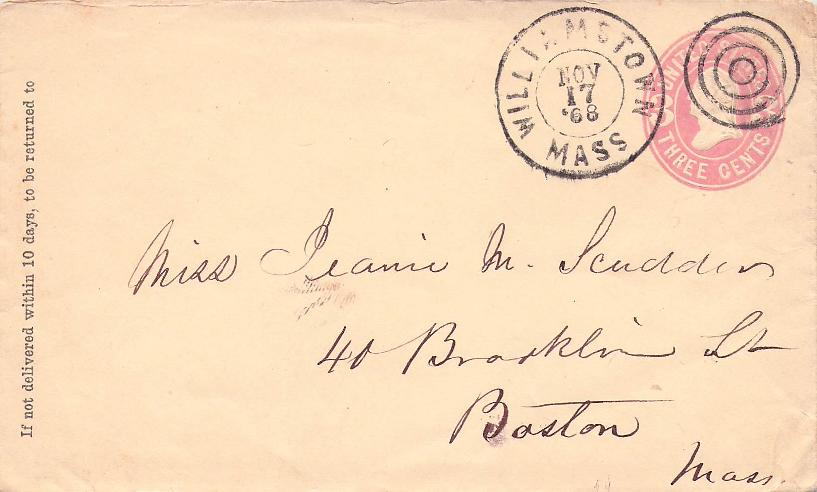 If not delivered within 10 days, to be returned to
WILLIAMSTOWN
NOV
17
'68
MASS
UNITED
THREE CENTS
Miss Jeanie M. Scudder
40 Brooklin St
Boston
Mass.